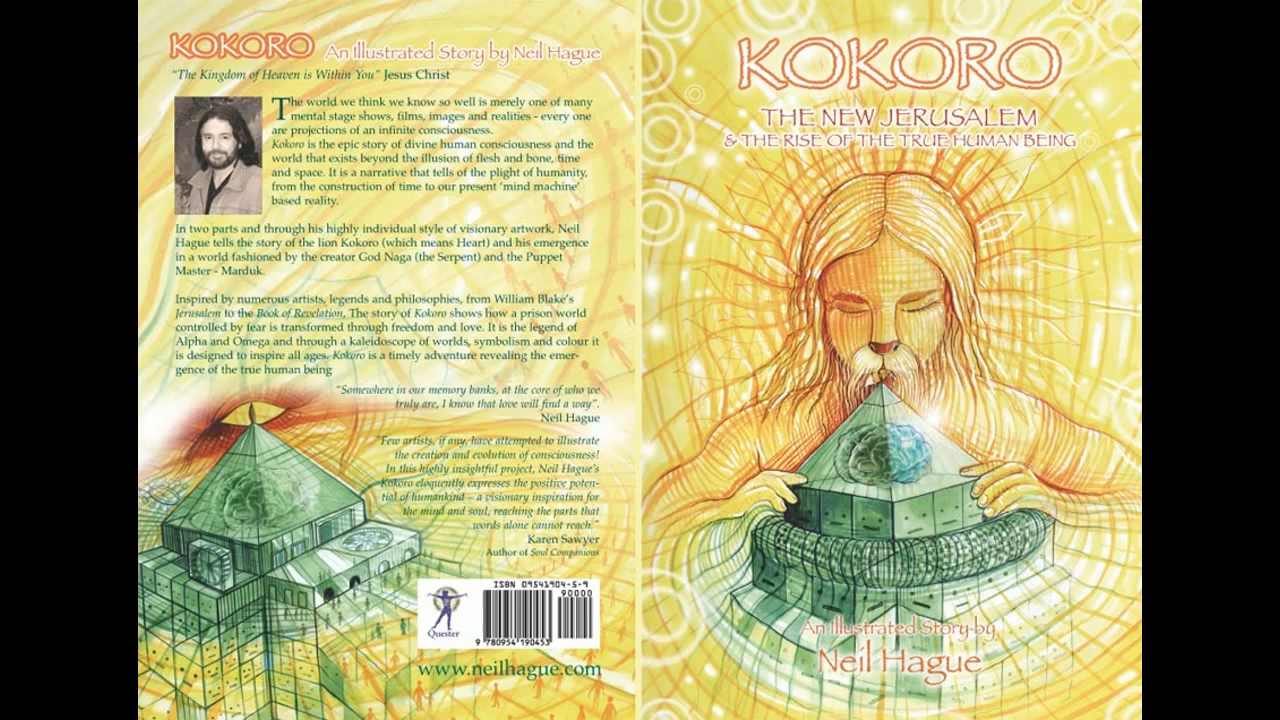 KOKORO An Illustrated Story by Neil Hague
"The Kingdom of Heaven is Within You" Jesus Christ
The world we think we know so well is merely one of many
mental stage shows, films, images and realities - every one
are projections of an infinite consciousness.
Kokoro is the epic story of divine human consciousness and the
world that exists beyond the illusion of flesh and bone, time
and space. It is a narrative that tells of the plight of humanity,
from the construction of time to our present 'mind machine'
based reality.
In two parts and through his highly individual style of visionary artwork, Neil
Hague tells the story of the lion Kokoro (which means Heart) and his emergence
in a world fashioned by the creator God Naga (the Serpent) and the Puppet
Master - Marduk.
Inspired by numerous artists, legends and philosophies, from William Blake's
Jerusalem to the Book of Revelation, The story of Kokoro shows how a prison world
controlled by fear is transformed through freedom and love. It is the legend of
Alpha and Omega and through a kaleidoscope of worlds, symbolism and colour it
is designed to inspire all ages. Kokoro is a timely adventure revealing the emer-
gence of the true human being
"Somewhere in our memory banks, at the core of who we
truly are, I know that love will find a way".
Neil Hague
"Few artists, if any, have attempted to illustrate
the creation and evolution of consciousness!
In this highly insightful project, Neil Hague's
Kokoro eloquently expresses the positive poten-
tial of humankind – a visionary inspiration for
the mind and soul, reaching the parts that
words alone cannot reach."
Karen Sawyer
Author of Soul Companions
ISBN 09541904-5-9
90000
Quester
9 780954 190453
www.neilhague.com
KOKORO
THE NEW JERUSALEM
& THE RISE OF THE TRUE HUMAN BEING
An Illustrated Story by
Neil Hague